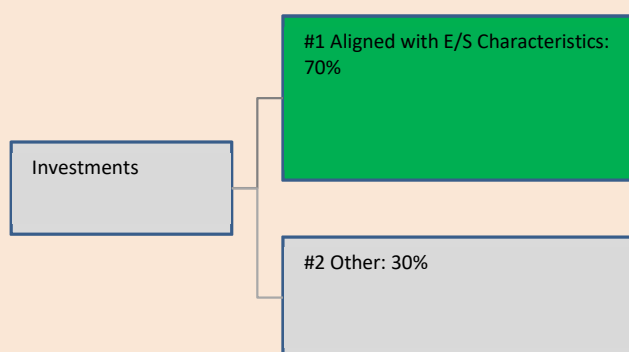 #1 Aligned with E/S Characteristics:
70%
Investments
#2 Other: 30%